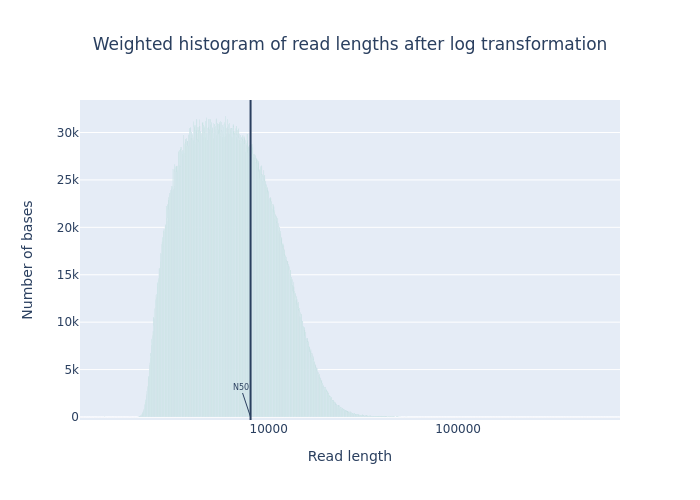 Weighted histogram of read lengths after log transformation
30k
25k
20k
15k
10k
5k
0
Number of bases
N50
10000
100000
Read length